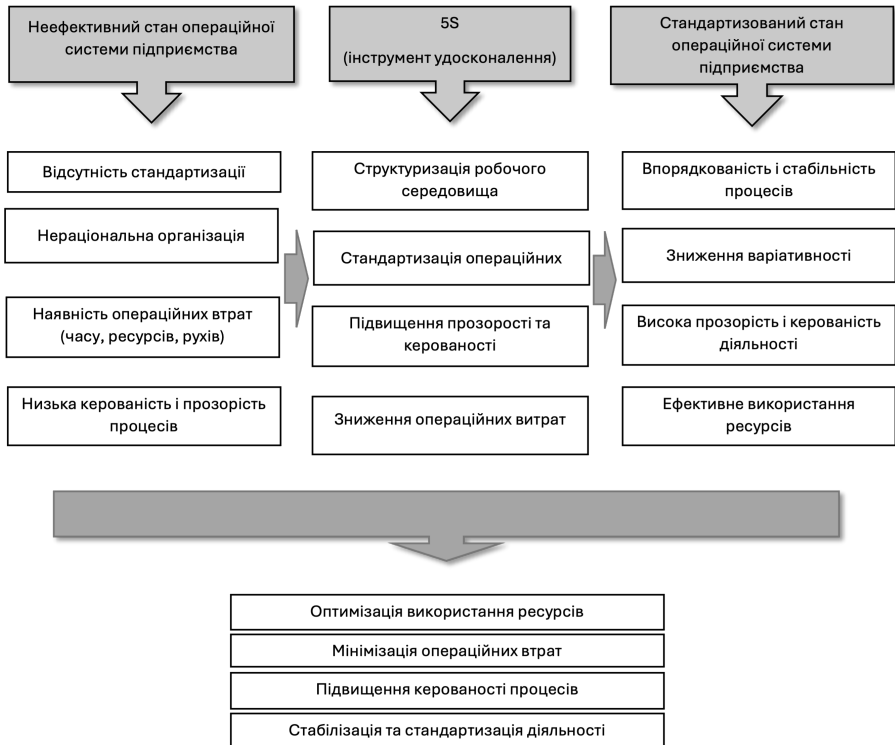 Неефективний стан операційної
системи підприємства
5S
(інструмент удосконалення)
Стандартизований стан
операційної системи
підприємства
Відсутність стандартизації
Нераціональна організація
Наявність операційних втрат
(часу, ресурсів, рухів)
Низька керованість і прозорість
процесів
Структуризація робочого
середовища
Стандартизація операційних
Підвищення прозорості та
керованості
Зниження операційних витрат
Впорядкованість і стабільність
процесів
Зниження варіативності
Висока прозорість і керованість
діяльності
Ефективне використання
ресурсів
Оптимізація використання ресурсів
Мінімізація операційних втрат
Підвищення керованості процесів
Стабілізація та стандартизація діяльності